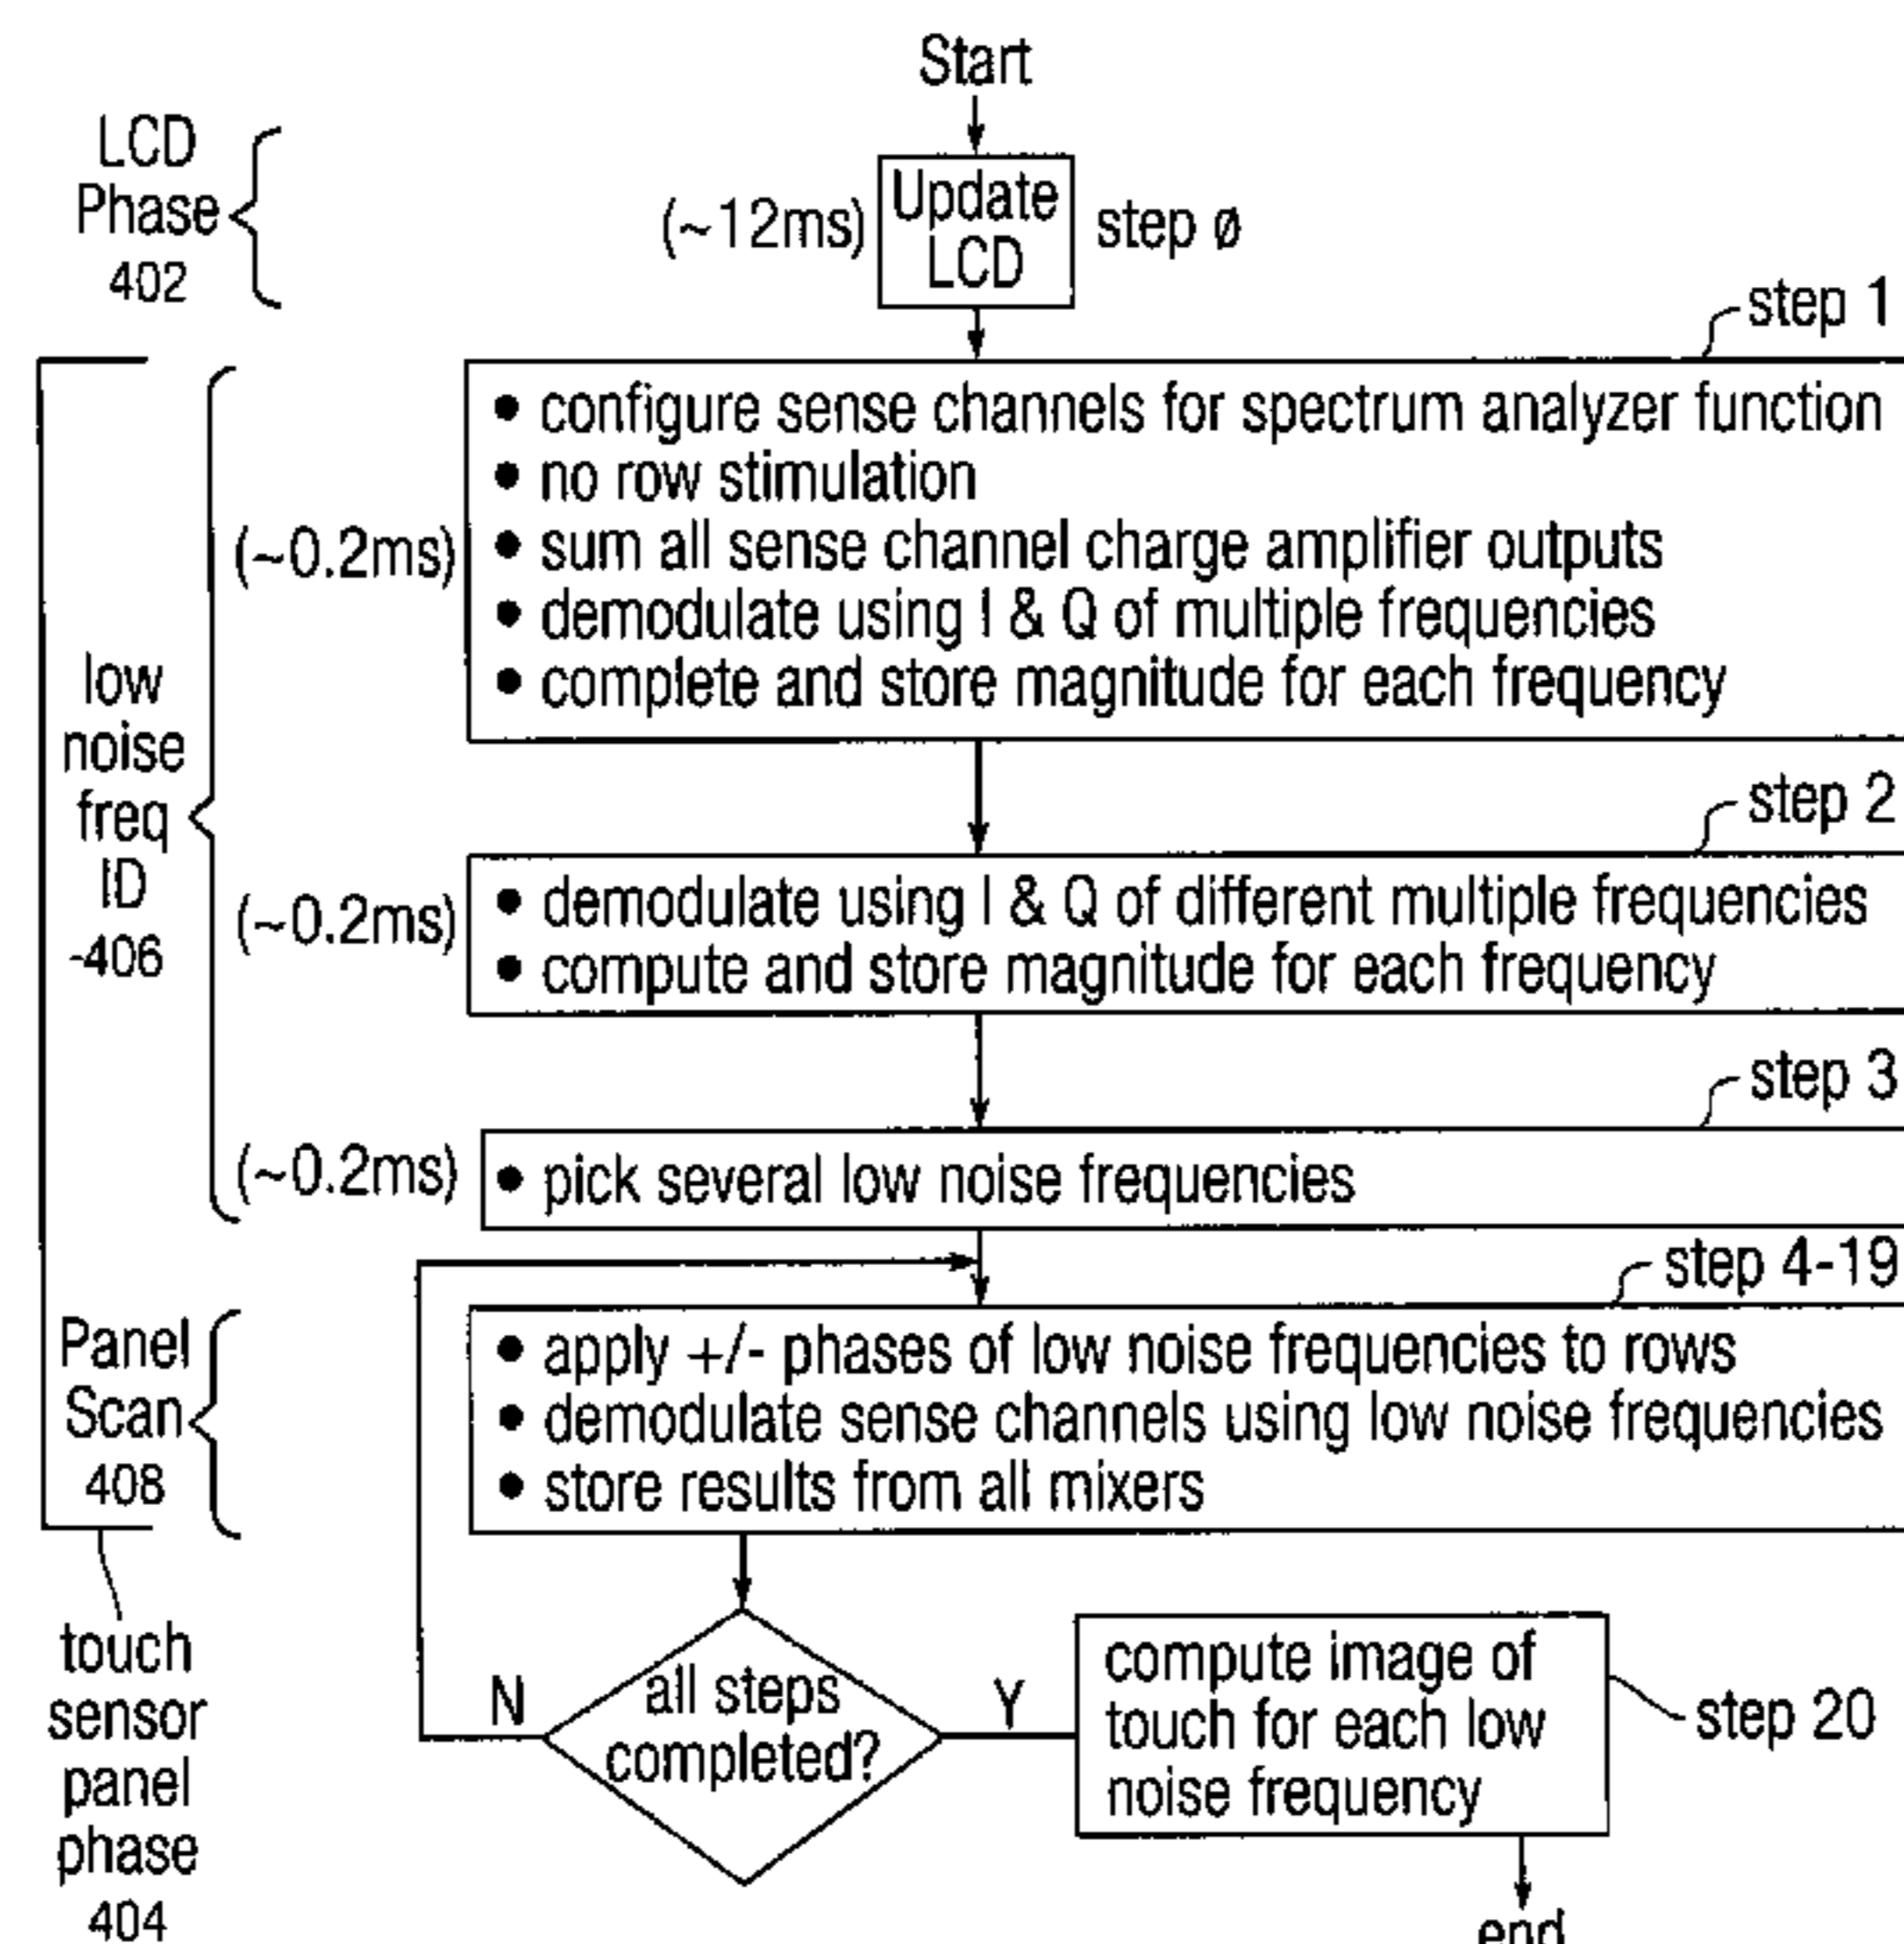 Start
LCD
Phase
402
(~12ms)
Update
LCD
step ø
step 1
• configure sense channels for spectrum analyzer function
• no row stimulation
• sum all sense channel charge amplifier outputs
• demodulate using I & Q of multiple frequencies
• complete and store magnitude for each frequency
(~0.2ms)
low
noise
freq
ID
-406
step 2
(~0.2ms)
• demodulate using I & Q of different multiple frequencies
• compute and store magnitude for each frequency
step 3
(~0.2ms)
• pick several low noise frequencies
step 4-19
Panel
Scan
408
• apply +/- phases of low noise frequencies to rows
• demodulate sense channels using low noise frequencies
• store results from all mixers
touch
sensor
panel
phase
404
N
all steps
completed?
Y
compute image of
touch for each low
noise frequency
step 20
end